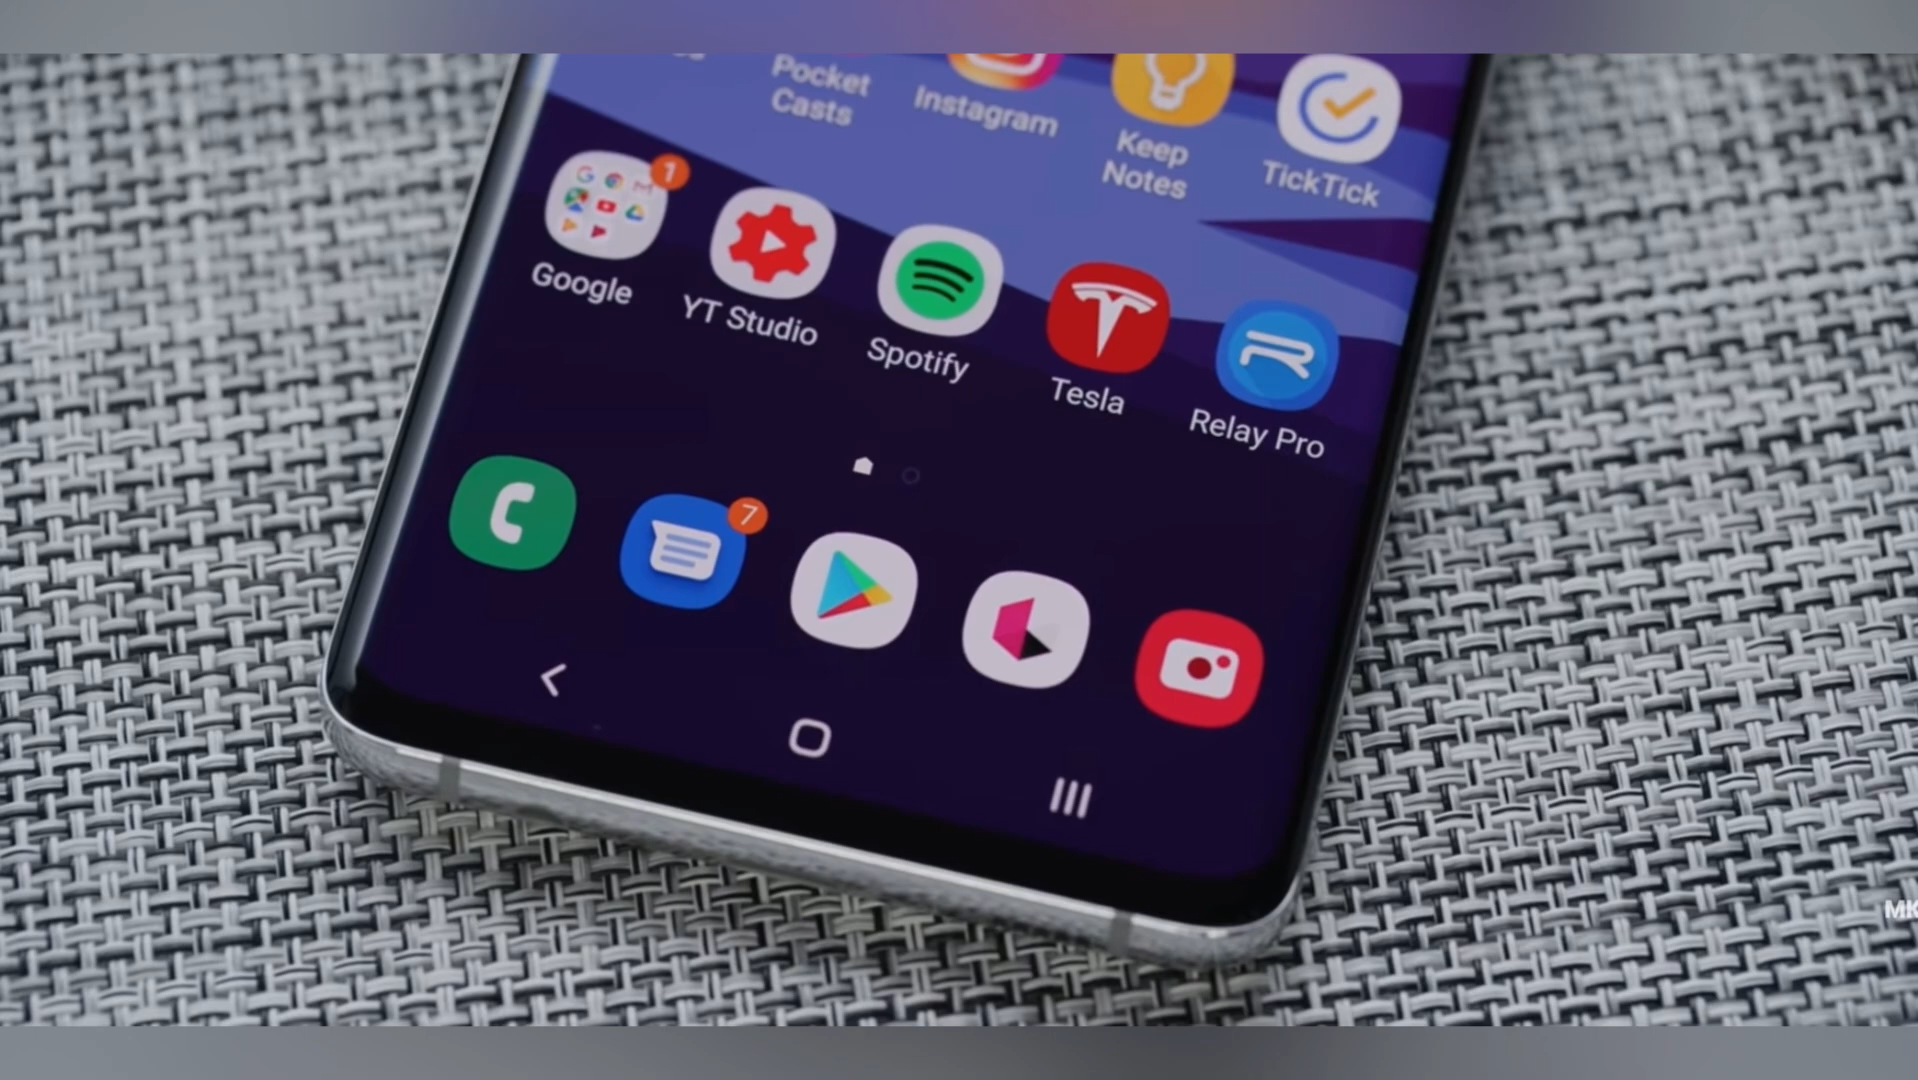 Pocket
Casts
Instagram
Keep
Notes
TickTick
1
Google
YT Studio
Spotify
Tesla
Relay Pro
7